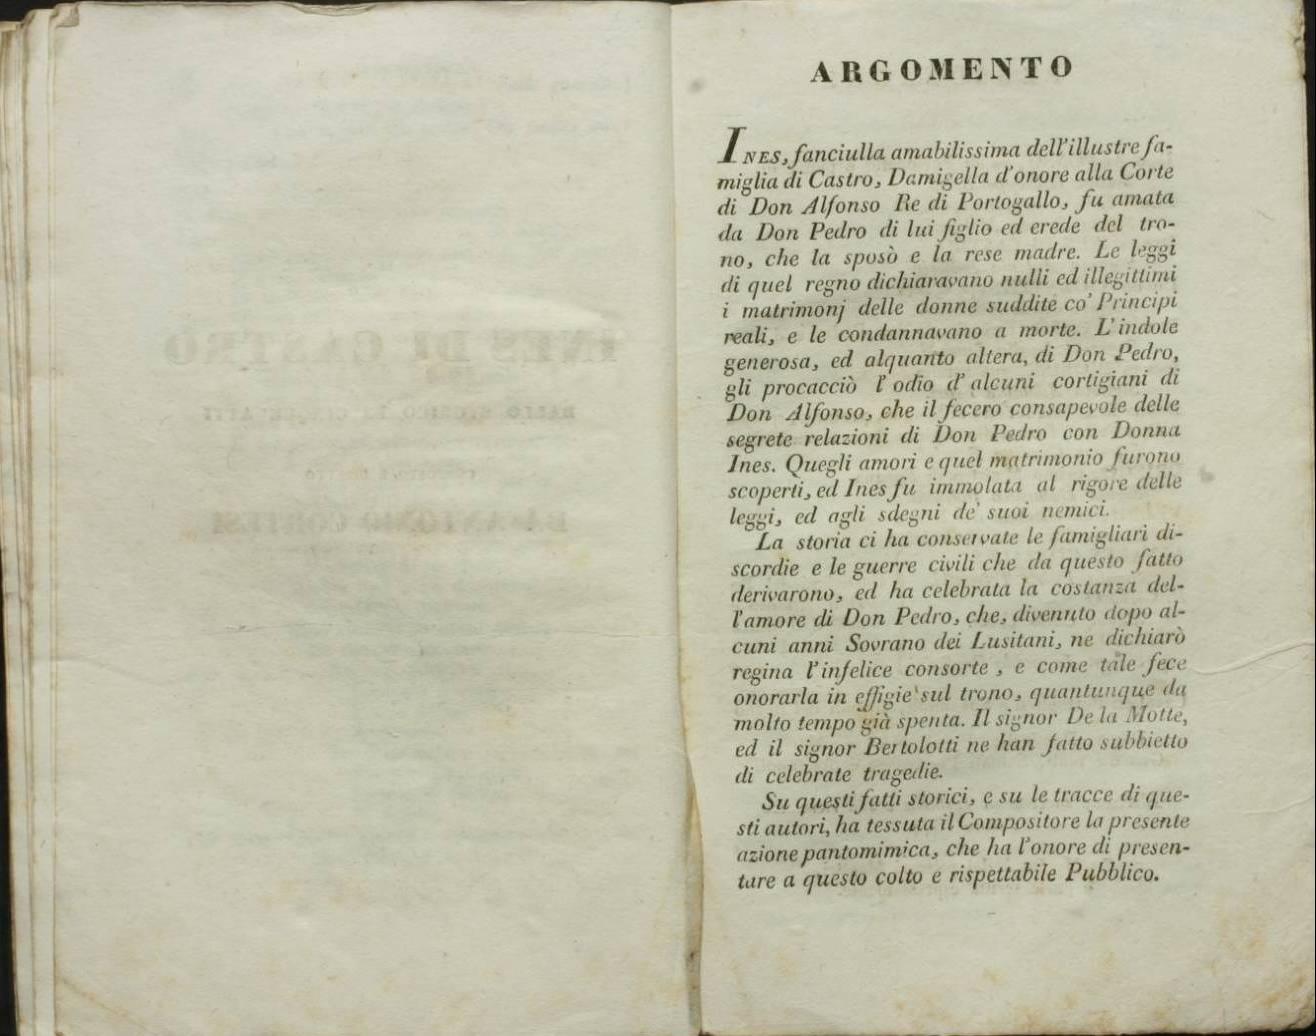 ARGOMENTO
INES, fanciulla amabilissima dell'illustre fa-
miglia di Castro, Damigella d'onore alla Corte
di Don Alfonso Re di Portogallo, fu amata
da Don Pedro di lui figlio ed erede del tro-
no, che la sposò e la rese madre. Le leggi
di quel regno dichiaravano nulli ed illegittimi
i matrimonj delle donne suddite co' Principi
reali, e le condannavano a morte. L'indole
generosa, ed alquanto altera, di Don Pedro,
gli procacciò l'odio d'alcuni cortigiani di
Don Alfonso, che il fecero consapevole delle
segrete relazioni di Don Pedro con Donna
Ines. Quegli amori e quel matrimonio furono
scoperti, ed Ines fu immolata al rigore delle
leggi, ed agli sdegni de' suoi nemici.
La storia ci ha conservate le famigliari di-
scordie e le guerre civili che da questo fatto
derivarono, ed ha celebrata la costanza del-
l'amore di Don Pedro, che, divenuto dopo al-
cuni anni Sovrano dei Lusitani, ne dichiarò
regina l'infelice consorte, e come tale fece
onorarla in effigie sul trono, quantunque da
molto tempo già spenta. Il signor De la Motte,
ed il signor Bertolotti ne han fatto subbietto
di celebrate tragedie.
Su questi fatti storici, e su le tracce di que-
sti autori, ha tessuta il Compositore la presente
azione pantomimica, che ha l'onore di presen-
tare a questo colto e rispettabile Pubblico.